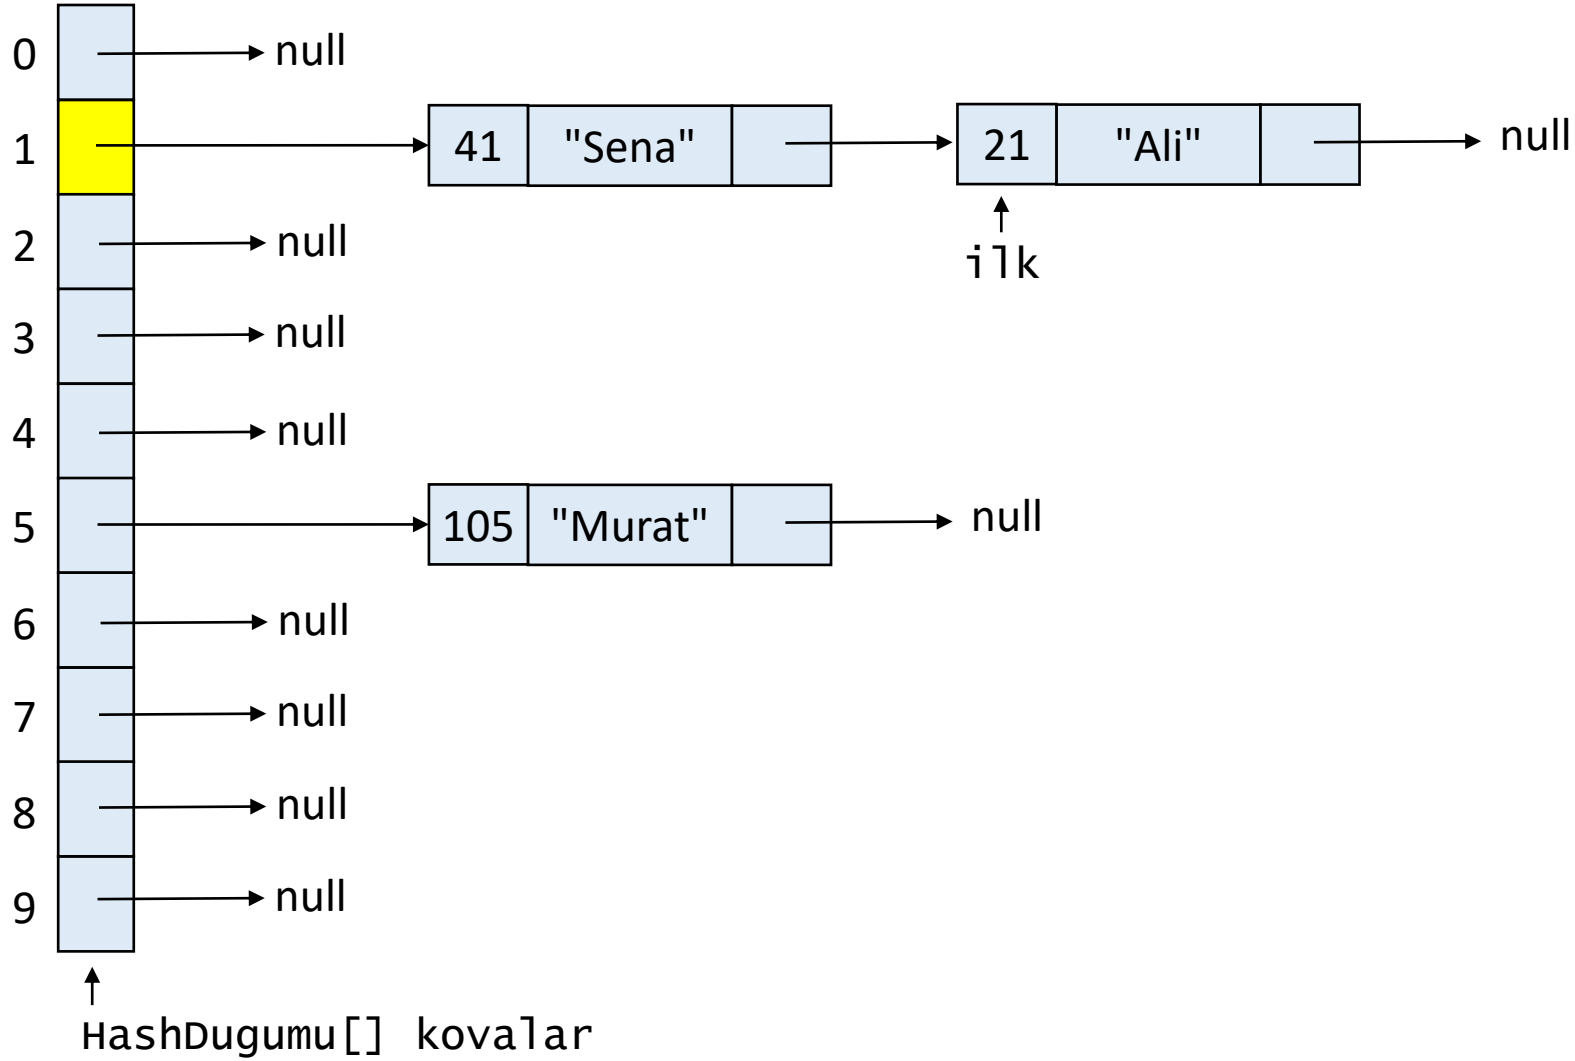 0 null
1 41 "Sena" 21 "Ali" null
2 null
ilk
3 null
4 null
5 105 "Murat" null
6 null
7 null
8 null
9 null
HashDugumu[] kovalar